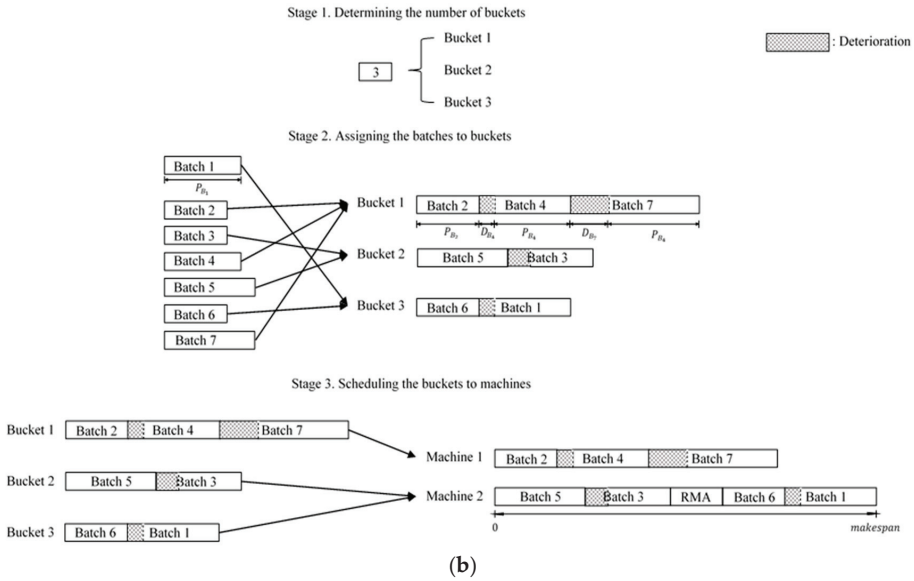 Stage 1. Determining the number of buckets
Bucket 1
: Deterioration
3
Bucket 2
Bucket 3
Stage 2. Assigning the batches to buckets
Batch 1
P_{B_1}
Batch 2
Batch 3
Batch 4
Batch 5
Batch 6
Batch 7
Bucket 1
Batch 2 Batch 4 Batch 7
Bucket 2
Batch 5 Batch 3
Bucket 3
Batch 6 Batch 1
Stage 3. Scheduling the buckets to machines
Bucket 1
Batch 2 Batch 4 Batch 7
Bucket 2
Batch 5 Batch 3
Bucket 3
Batch 6 Batch 1
Machine 1
Batch 2 Batch 4 Batch 7
Machine 2
Batch 5 Batch 3 RMA Batch 6 Batch 1
0 makespan
(b)